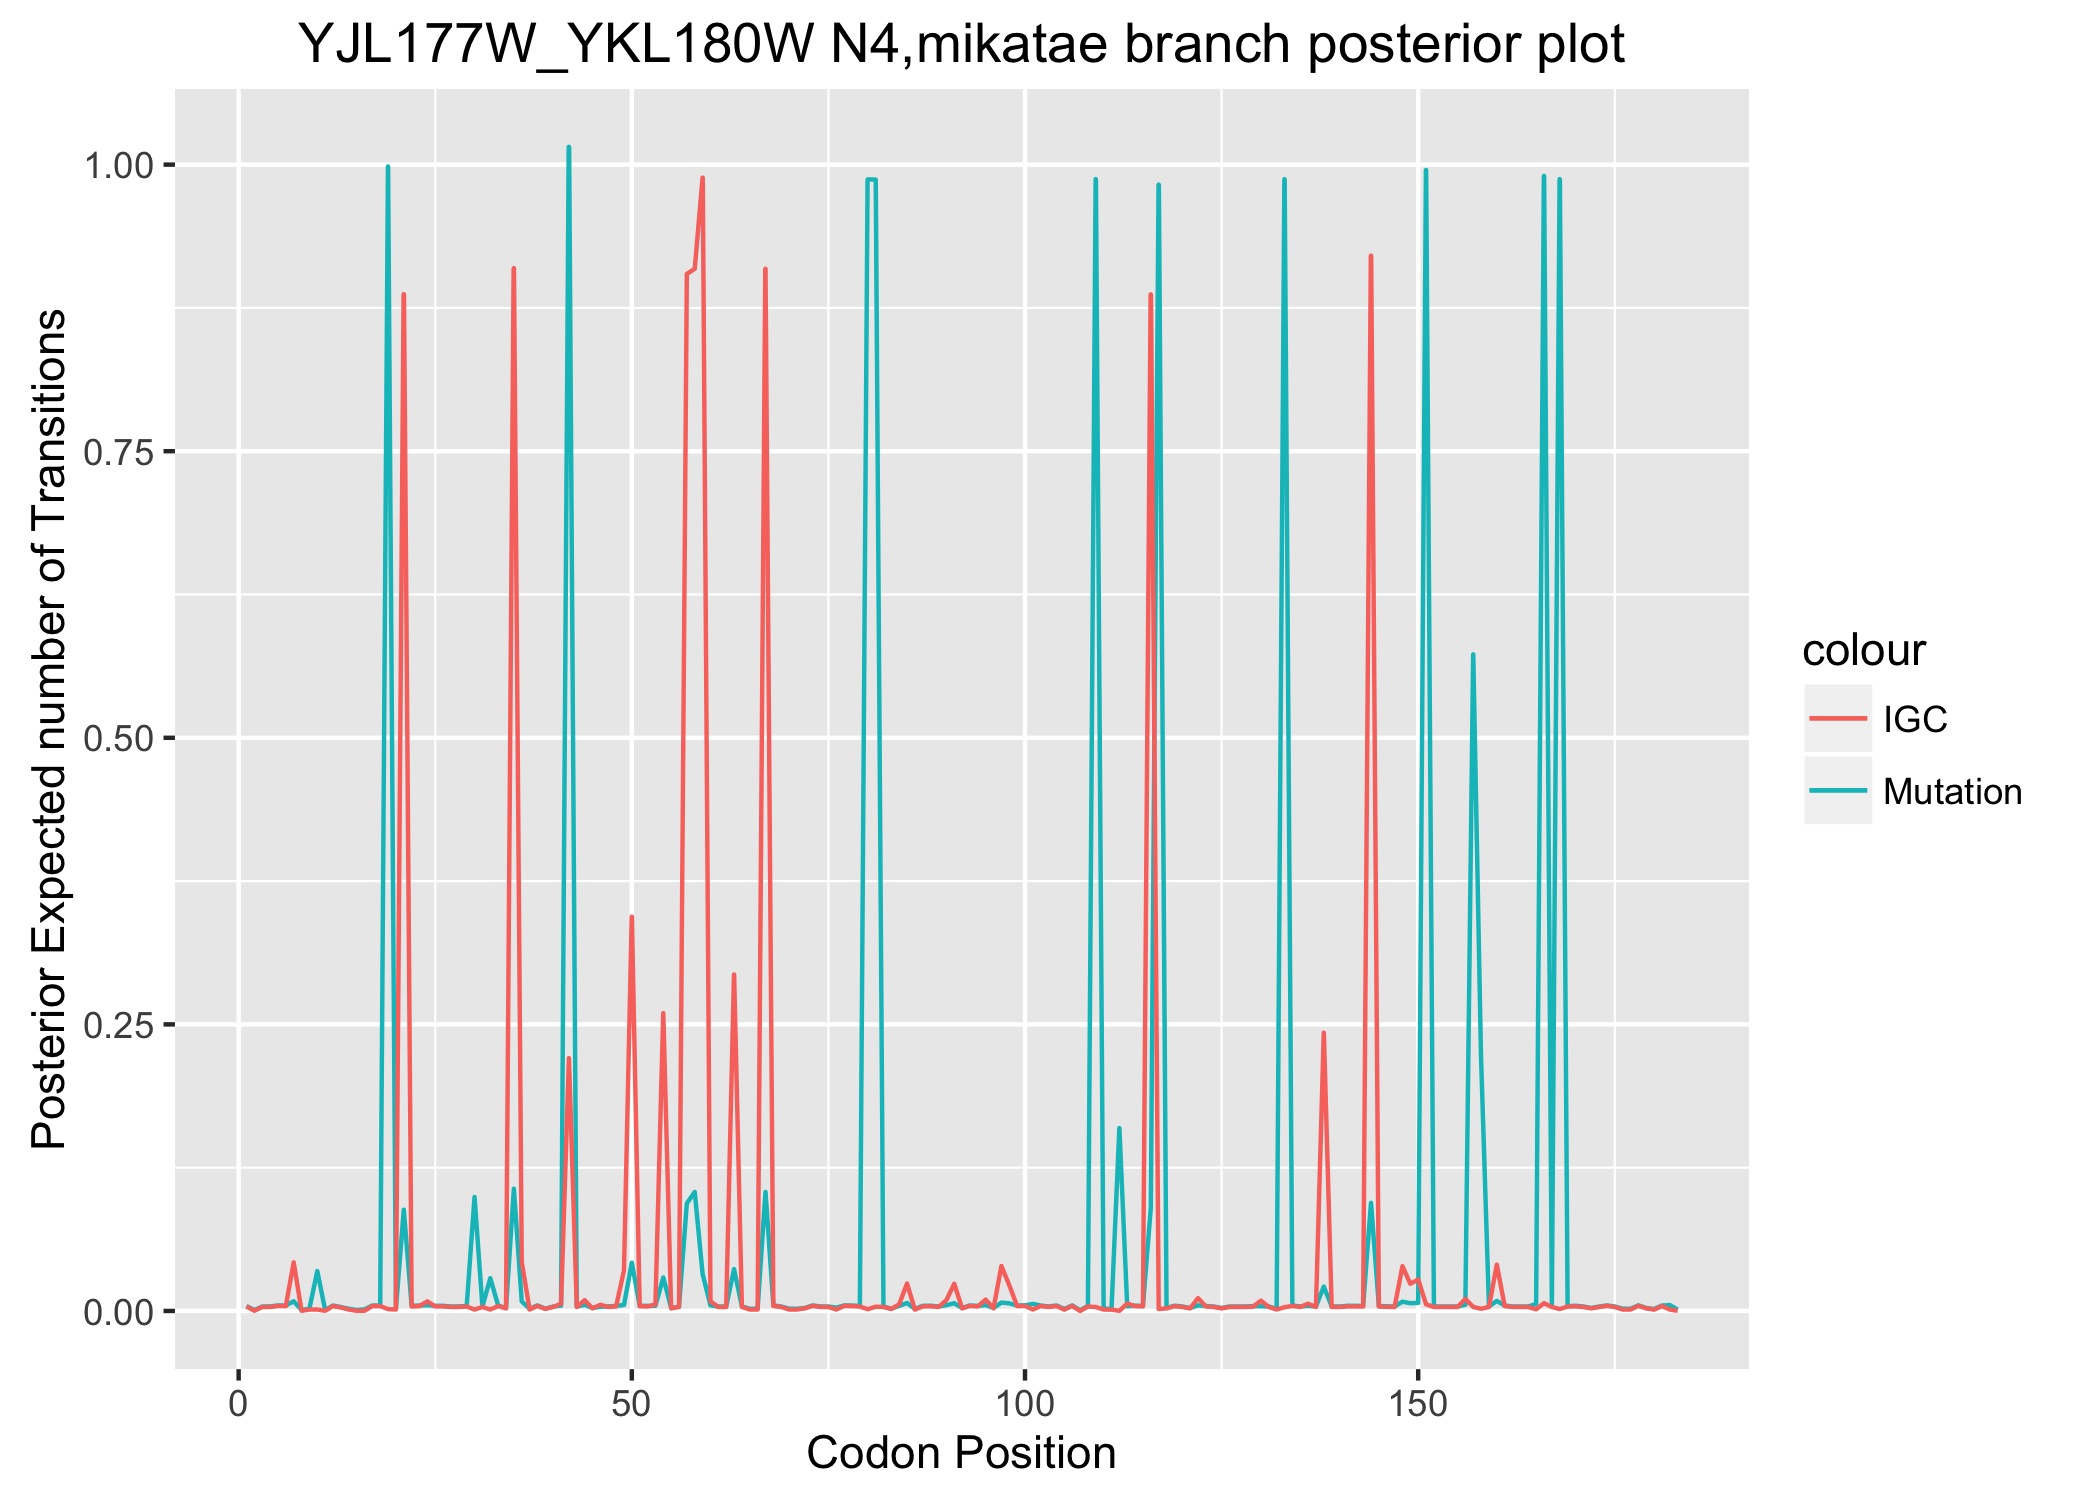 YJL177W_YKL180W N4,mikatae branch posterior plot
Posterior Expected number of Transitions
1.00
0.75
0.50
0.25
0.00
0
50
100
150
Codon Position
colour
IGC
Mutation